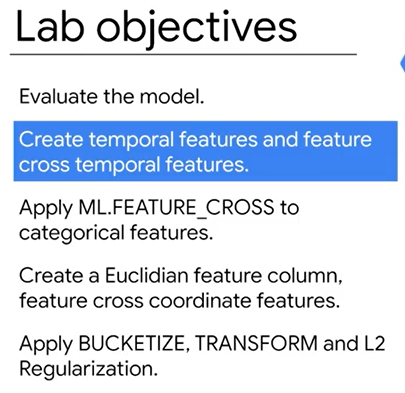 Lab objectives
Evaluate the model.
Create temporal features and feature
cross temporal features.
Apply ML.FEATURE_CROSS to
categorical features.
Create a Euclidian feature column,
feature cross coordinate features.
Apply BUCKETIZE, TRANSFORM and L2
Regularization.